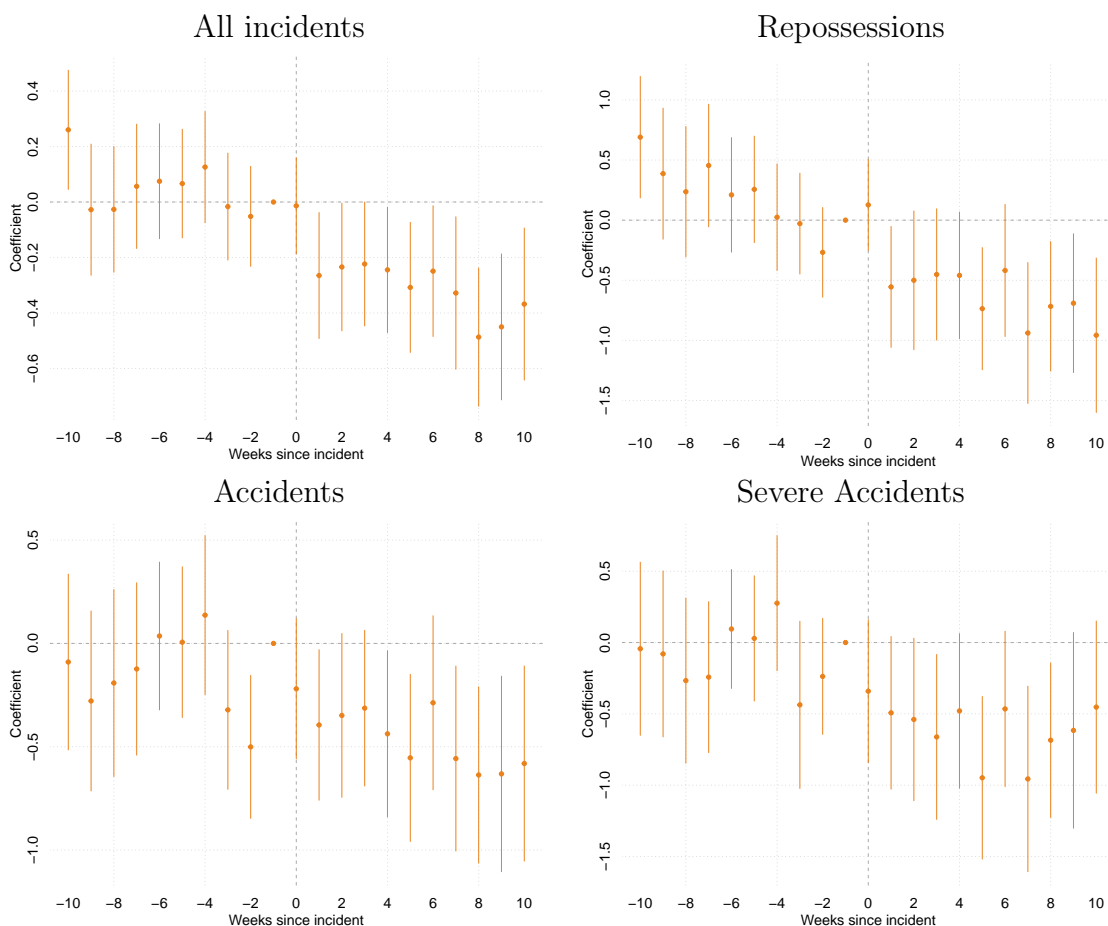 All incidents
Coefficient
0.4
0.2
0.0
−0.2
−0.4
−0.6
−10 −8 −6 −4 −2 0 2 4 6 8 10
Weeks since incident
Repossessions
Coefficient
1.0
0.5
0.0
−0.5
−1.0
−1.5
−10 −8 −6 −4 −2 0 2 4 6 8 10
Weeks since incident
Accidents
Coefficient
0.5
0.0
−0.5
−1.0
−10 −8 −6 −4 −2 0 2 4 6 8 10
Weeks since incident
Severe Accidents
Coefficient
0.5
0.0
−0.5
−1.0
−1.5
−10 −8 −6 −4 −2 0 2 4 6 8 10
Weeks since incident